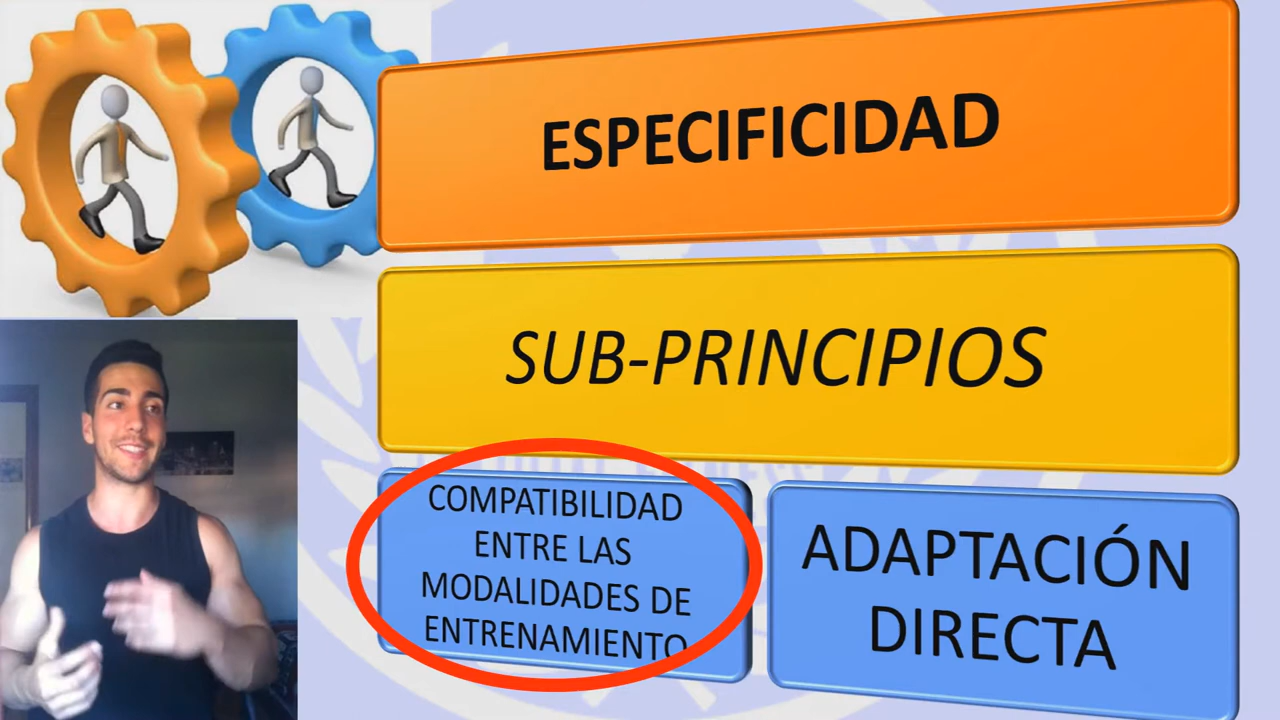 ESPECIFICIDAD
SUB-PRINCIPIOS
COMPATIBILIDAD
ENTRE LAS
MODALIDADES DE
ENTRENAMIENTO
ADAPTACIÓN
DIRECTA